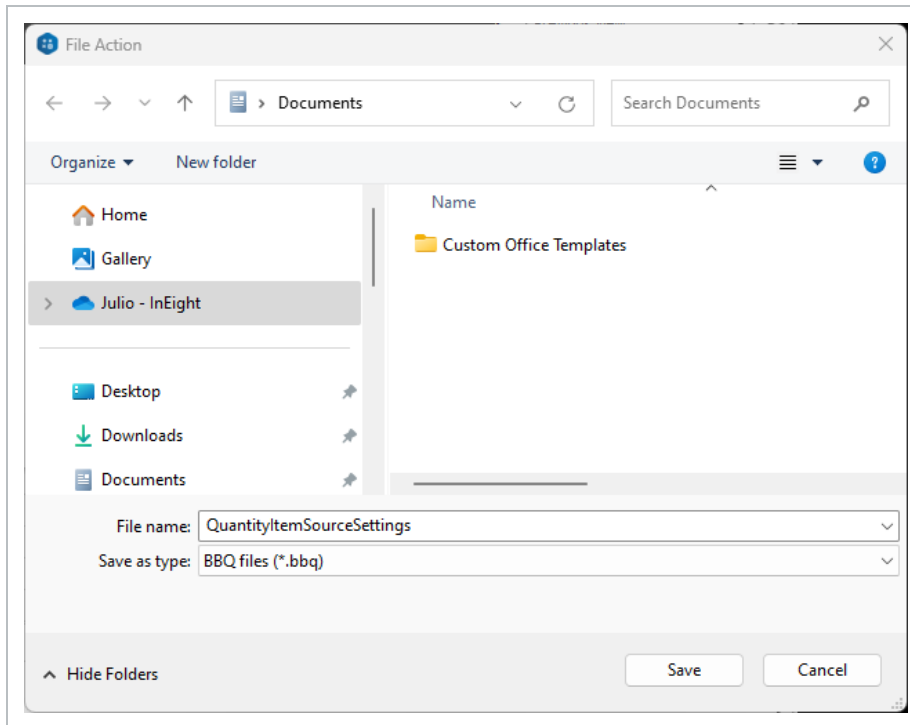 File Action
Documents
Search Documents
Organize
New folder
Home
Gallery
Julio - InEight
Desktop
Downloads
Documents
Name
Custom Office Templates
File name: QuantityItemSourceSettings
Save as type: BBQ files (*.bbq)
Hide Folders
Save
Cancel